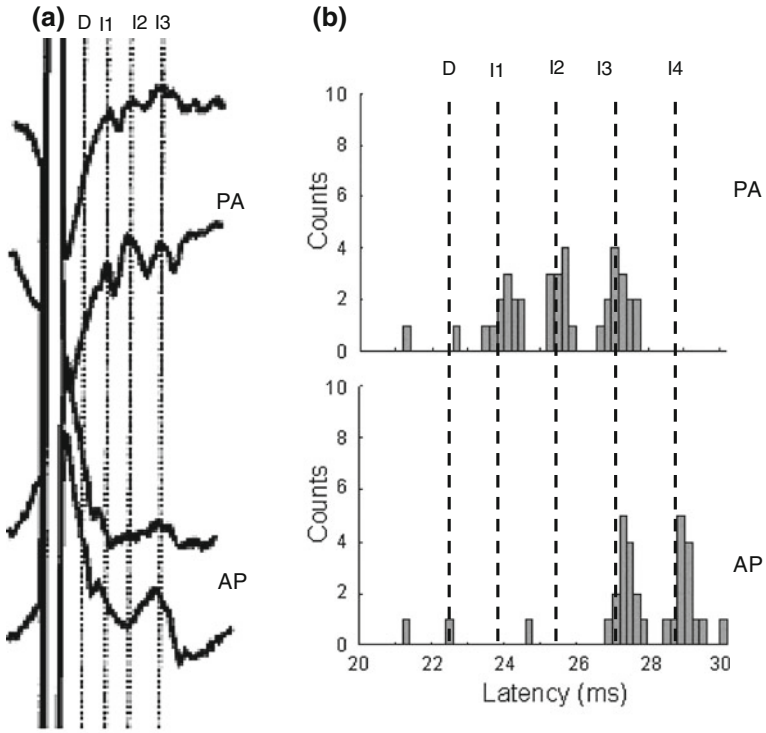 (a) D I1 I2 I3
PA
AP
(b)
D I1 I2 I3 I4
10
8
6
4
2
0
Counts
PA
10
8
6
4
2
0
Counts
AP
20 22 24 26 28 30
Latency (ms)